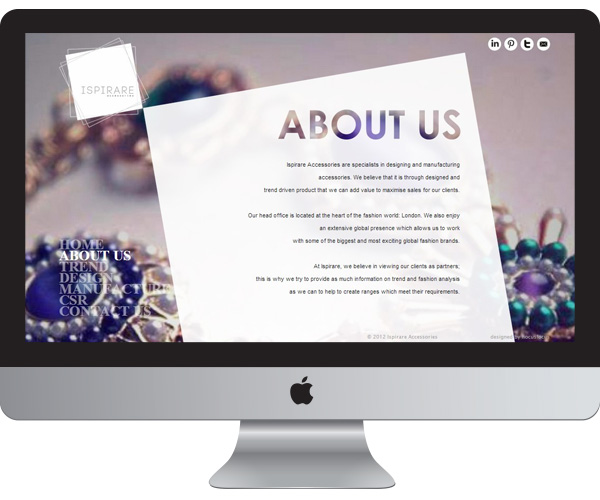 ISPIRARE
ABOUT US
Ispirare Accessories are specialists in designing and manufacturing
accessories. We believe that it is through designed and
trend driven product that we can add value to maximise sales for our clients.
Our head office is located at the heart of the fashion world: London. We also enjoy
an extensive global presence which allows us to work
with some of the biggest and most exciting global fashion brands.
At Ispirare, we believe in viewing our clients as partners;
this is why we try to provide as much information on trend and fashion analysis
as we can to help to create ranges which meet their requirements.
HOME
ABOUT US
TREND
DESIGN
MANUFACTURE
CSR
CONTACT US
© 2012 Ispirare Accessories
designed by